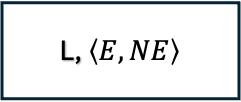 L, ⟨E, NE⟩